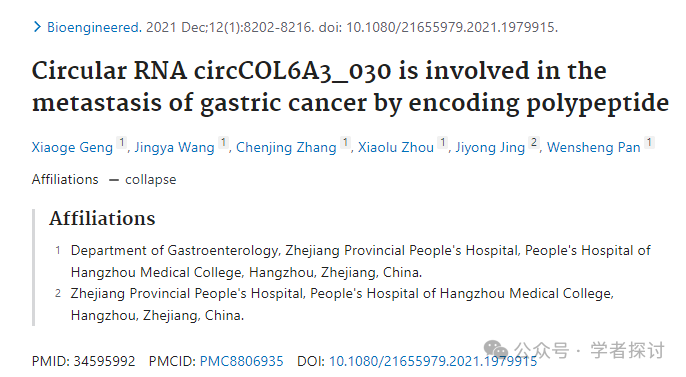 Bioengineered. 2021 Dec;12(1):8202-8216. doi: 10.1080/21655979.2021.1979915.
Circular RNA circCOL6A3_030 is involved in the
metastasis of gastric cancer by encoding polypeptide
Xiaoge Geng 1, Jingya Wang 1, Chenjing Zhang 1, Xiaolu Zhou 1, Jiyong Jing 2, Wensheng Pan 1
Affiliations — collapse
Affiliations
1 Department of Gastroenterology, Zhejiang Provincial People's Hospital, People's Hospital of
Hangzhou Medical College, Hangzhou, Zhejiang, China.
2 Zhejiang Provincial People's Hospital, People's Hospital of Hangzhou Medical College,
Hangzhou, Zhejiang, China.
PMID: 34595992 PMCID: PMC8806935 DOI: 10.1080/21655979.2021.1979915
公众号 · 学者探讨